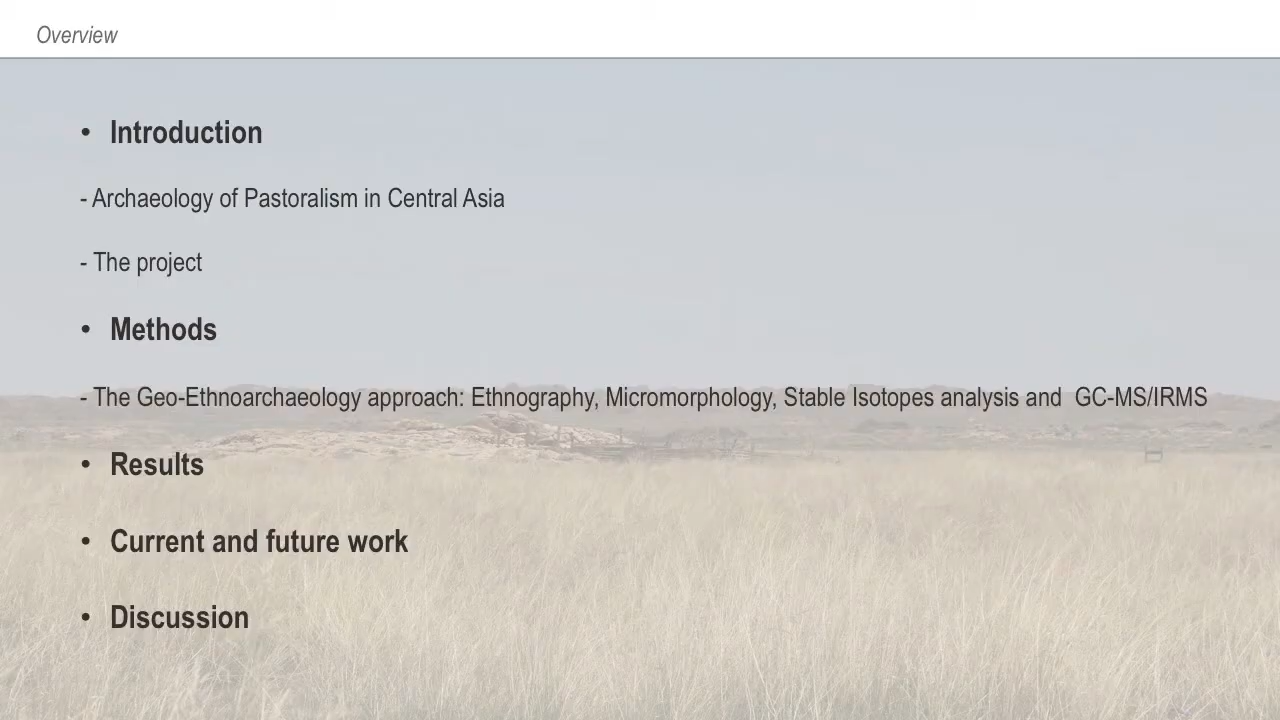 Overview
• Introduction
- Archaeology of Pastoralism in Central Asia
- The project
• Methods
- The Geo-Ethnoarchaeology approach: Ethnography, Micromorphology, Stable Isotopes analysis and  GC-MS/IRMS
• Results
• Current and future work
• Discussion